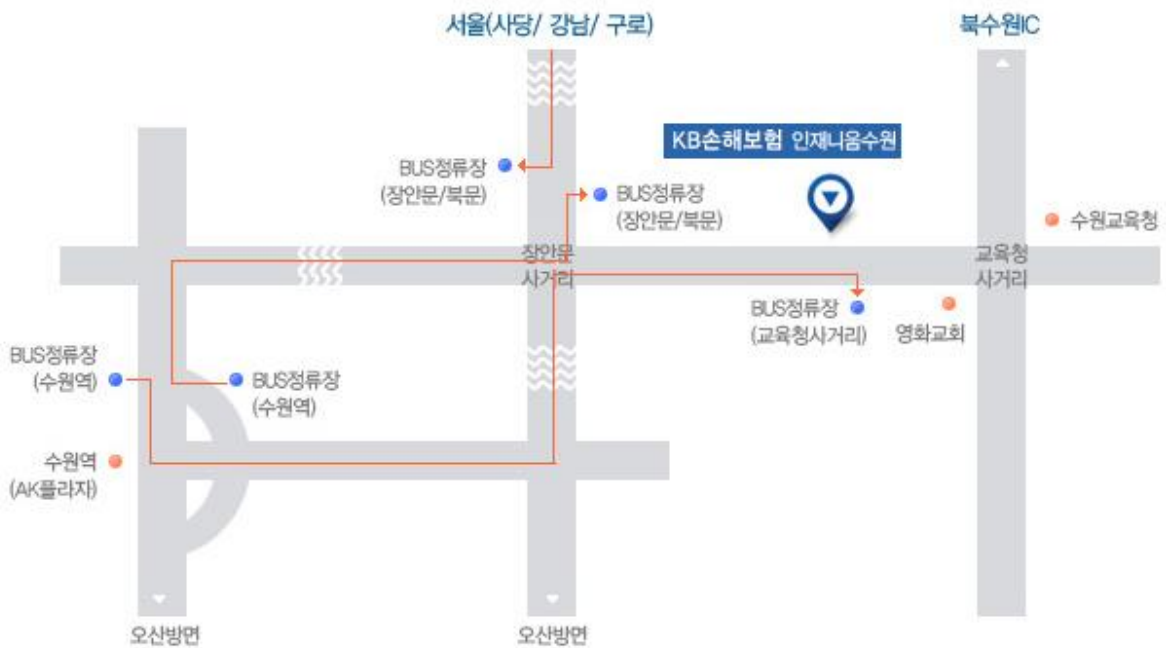 서울(사당/ 강남/ 구로)
북수원IC
KB손해보험 인재니움수원
BUS정류장
(장안문/북문)
BUS정류장
(장안문/북문)
수원교육청
장안문
사거리
교육청
사거리
BUS정류장
(교육청사거리)
영화교회
BUS정류장
(수원역)
BUS정류장
(수원역)
수원역
(AK플라자)
오산방면
오산방면